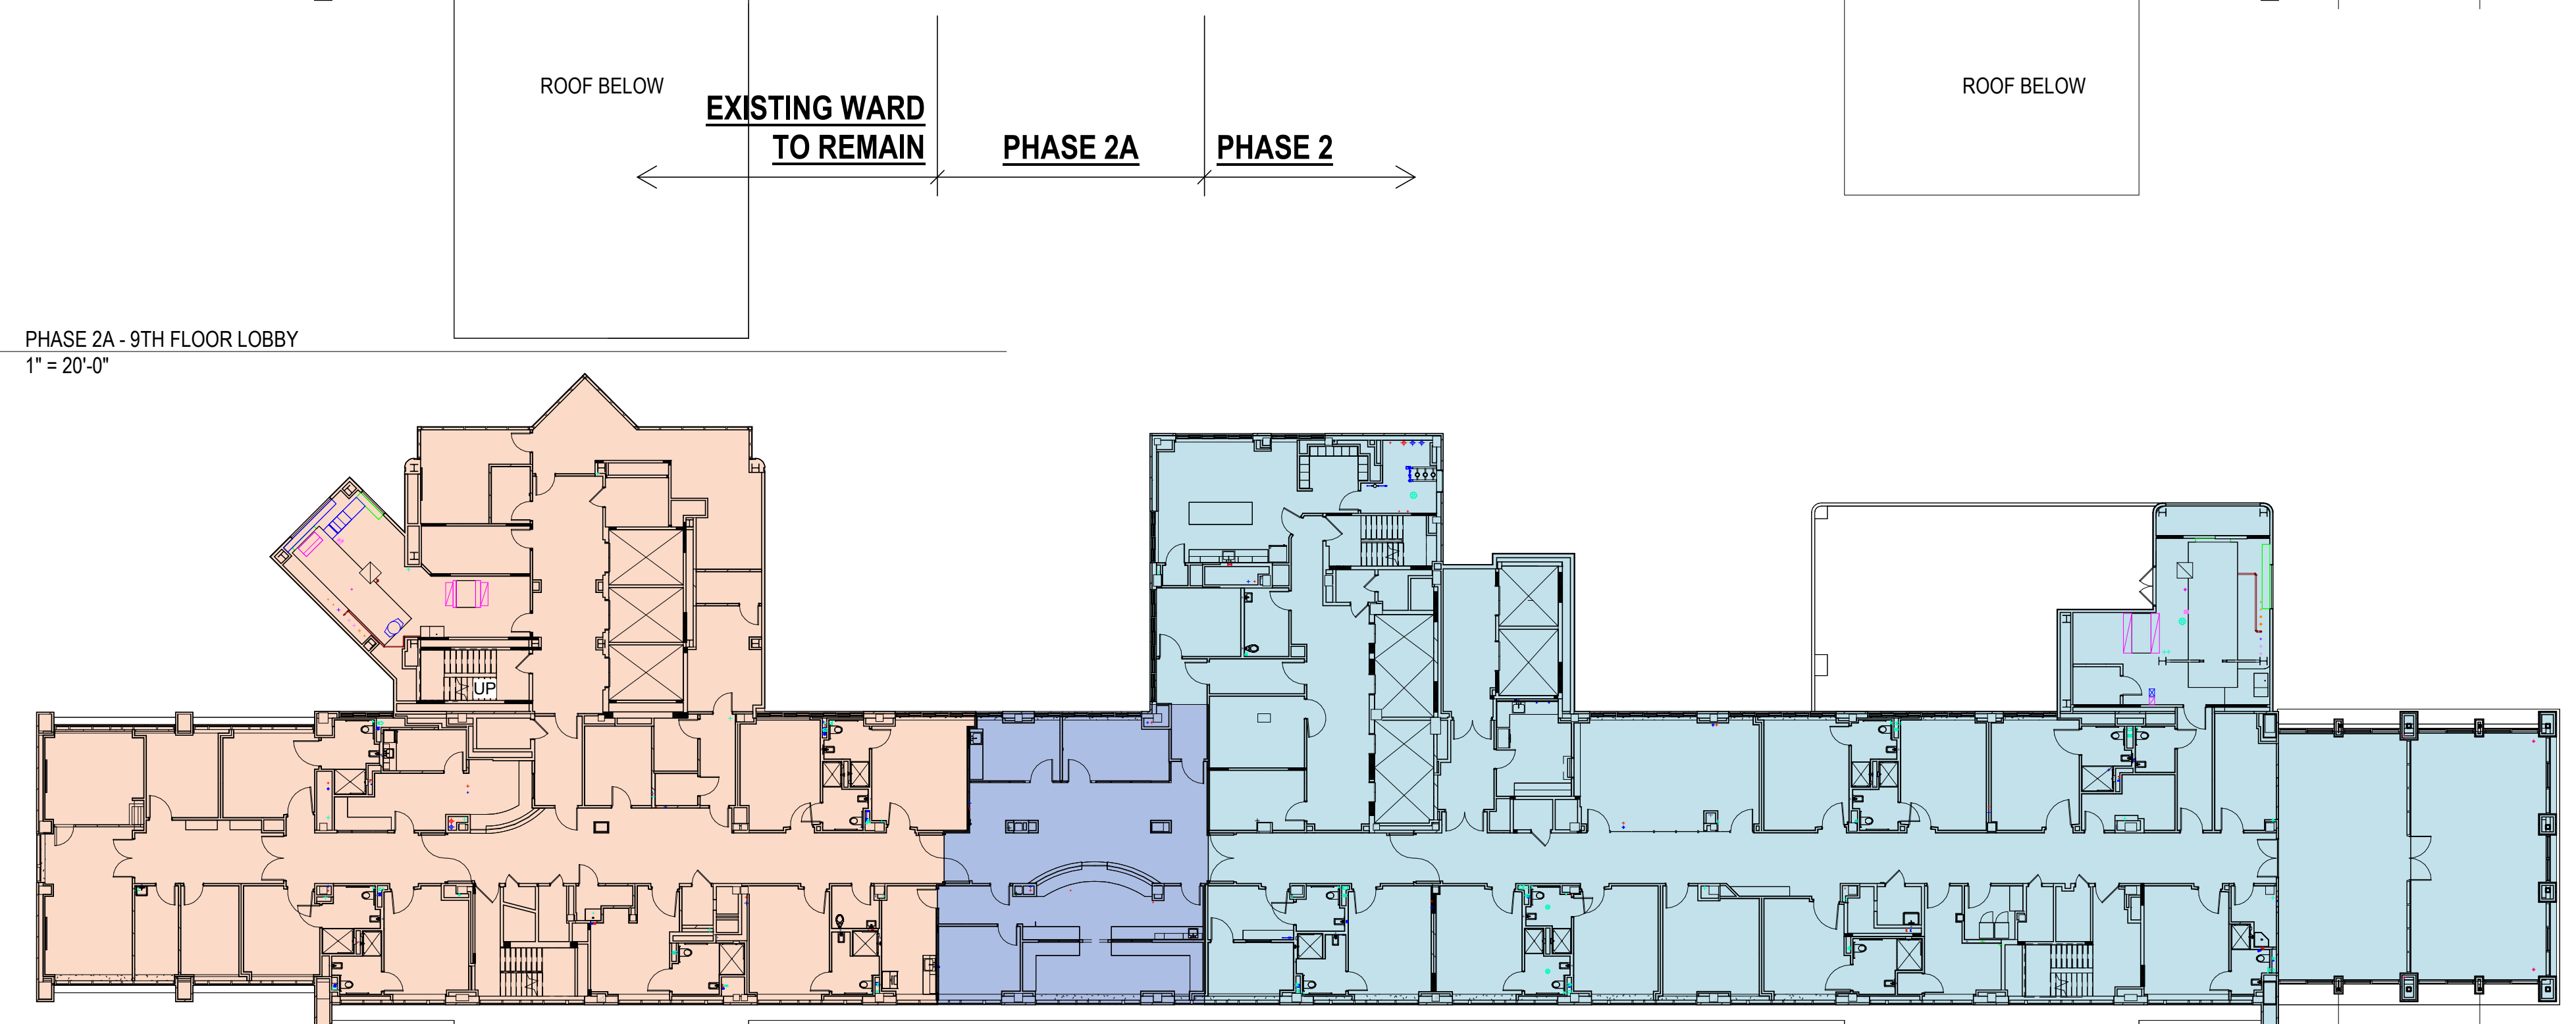 ROOF BELOW
ROOF BELOW
EXISTING WARD
TO REMAIN
PHASE 2A
PHASE 2
PHASE 2A - 9TH FLOOR LOBBY
1" = 20'-0"
UP